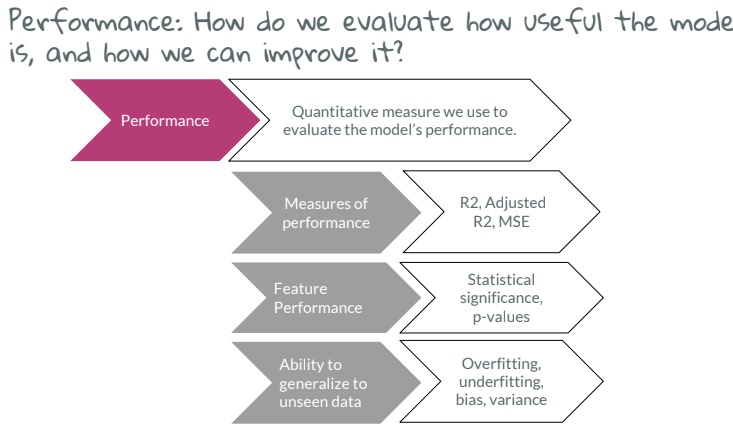 Performance: How do we evaluate how useful the mode
is, and how we can improve it?
Performance
Quantitative measure we use to
evaluate the model's performance.
Measures of
performance
R2, Adjusted
R2, MSE
Feature
Performance
Statistical
significance,
p-values
Ability to
generalize to
unseen data
Overfitting,
underfitting,
bias, variance